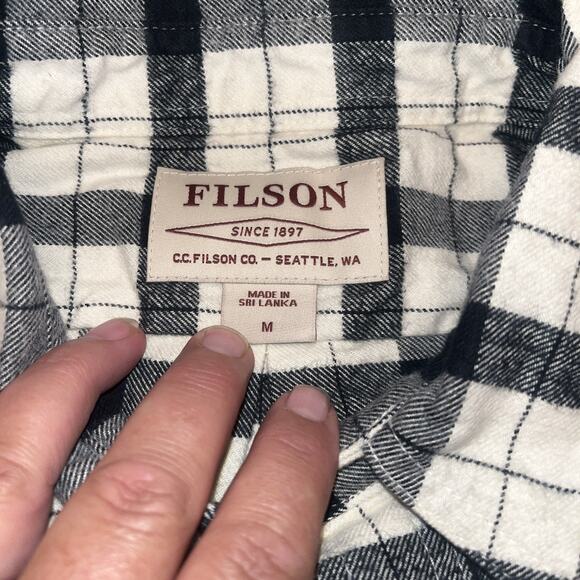 FILSON
SINCE 1897
C.C. FILSON CO. – SEATTLE, WA
MADE IN
SRI LANKA
M